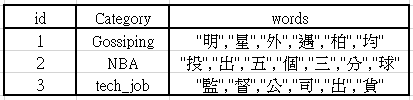 id Category words
1 Gossiping "明","星","外","遇","柏","均"
2 NBA "投","出","五","個","三","分","球"
3 tech_job "監","督","公","司","出","貨"